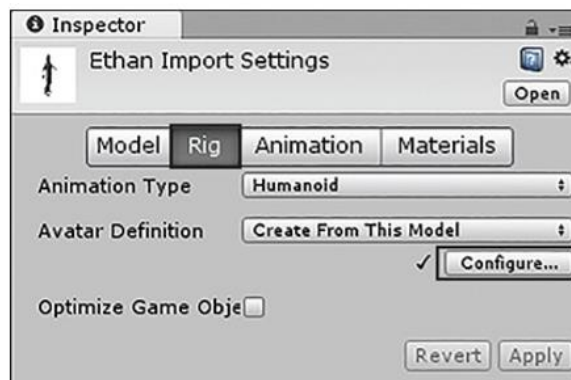 Inspector
Ethan Import Settings
Open
Model Rig Animation Materials
Animation Type Humanoid
Avatar Definition Create From This Model
✓ Configure...
Optimize Game Obje
Revert Apply